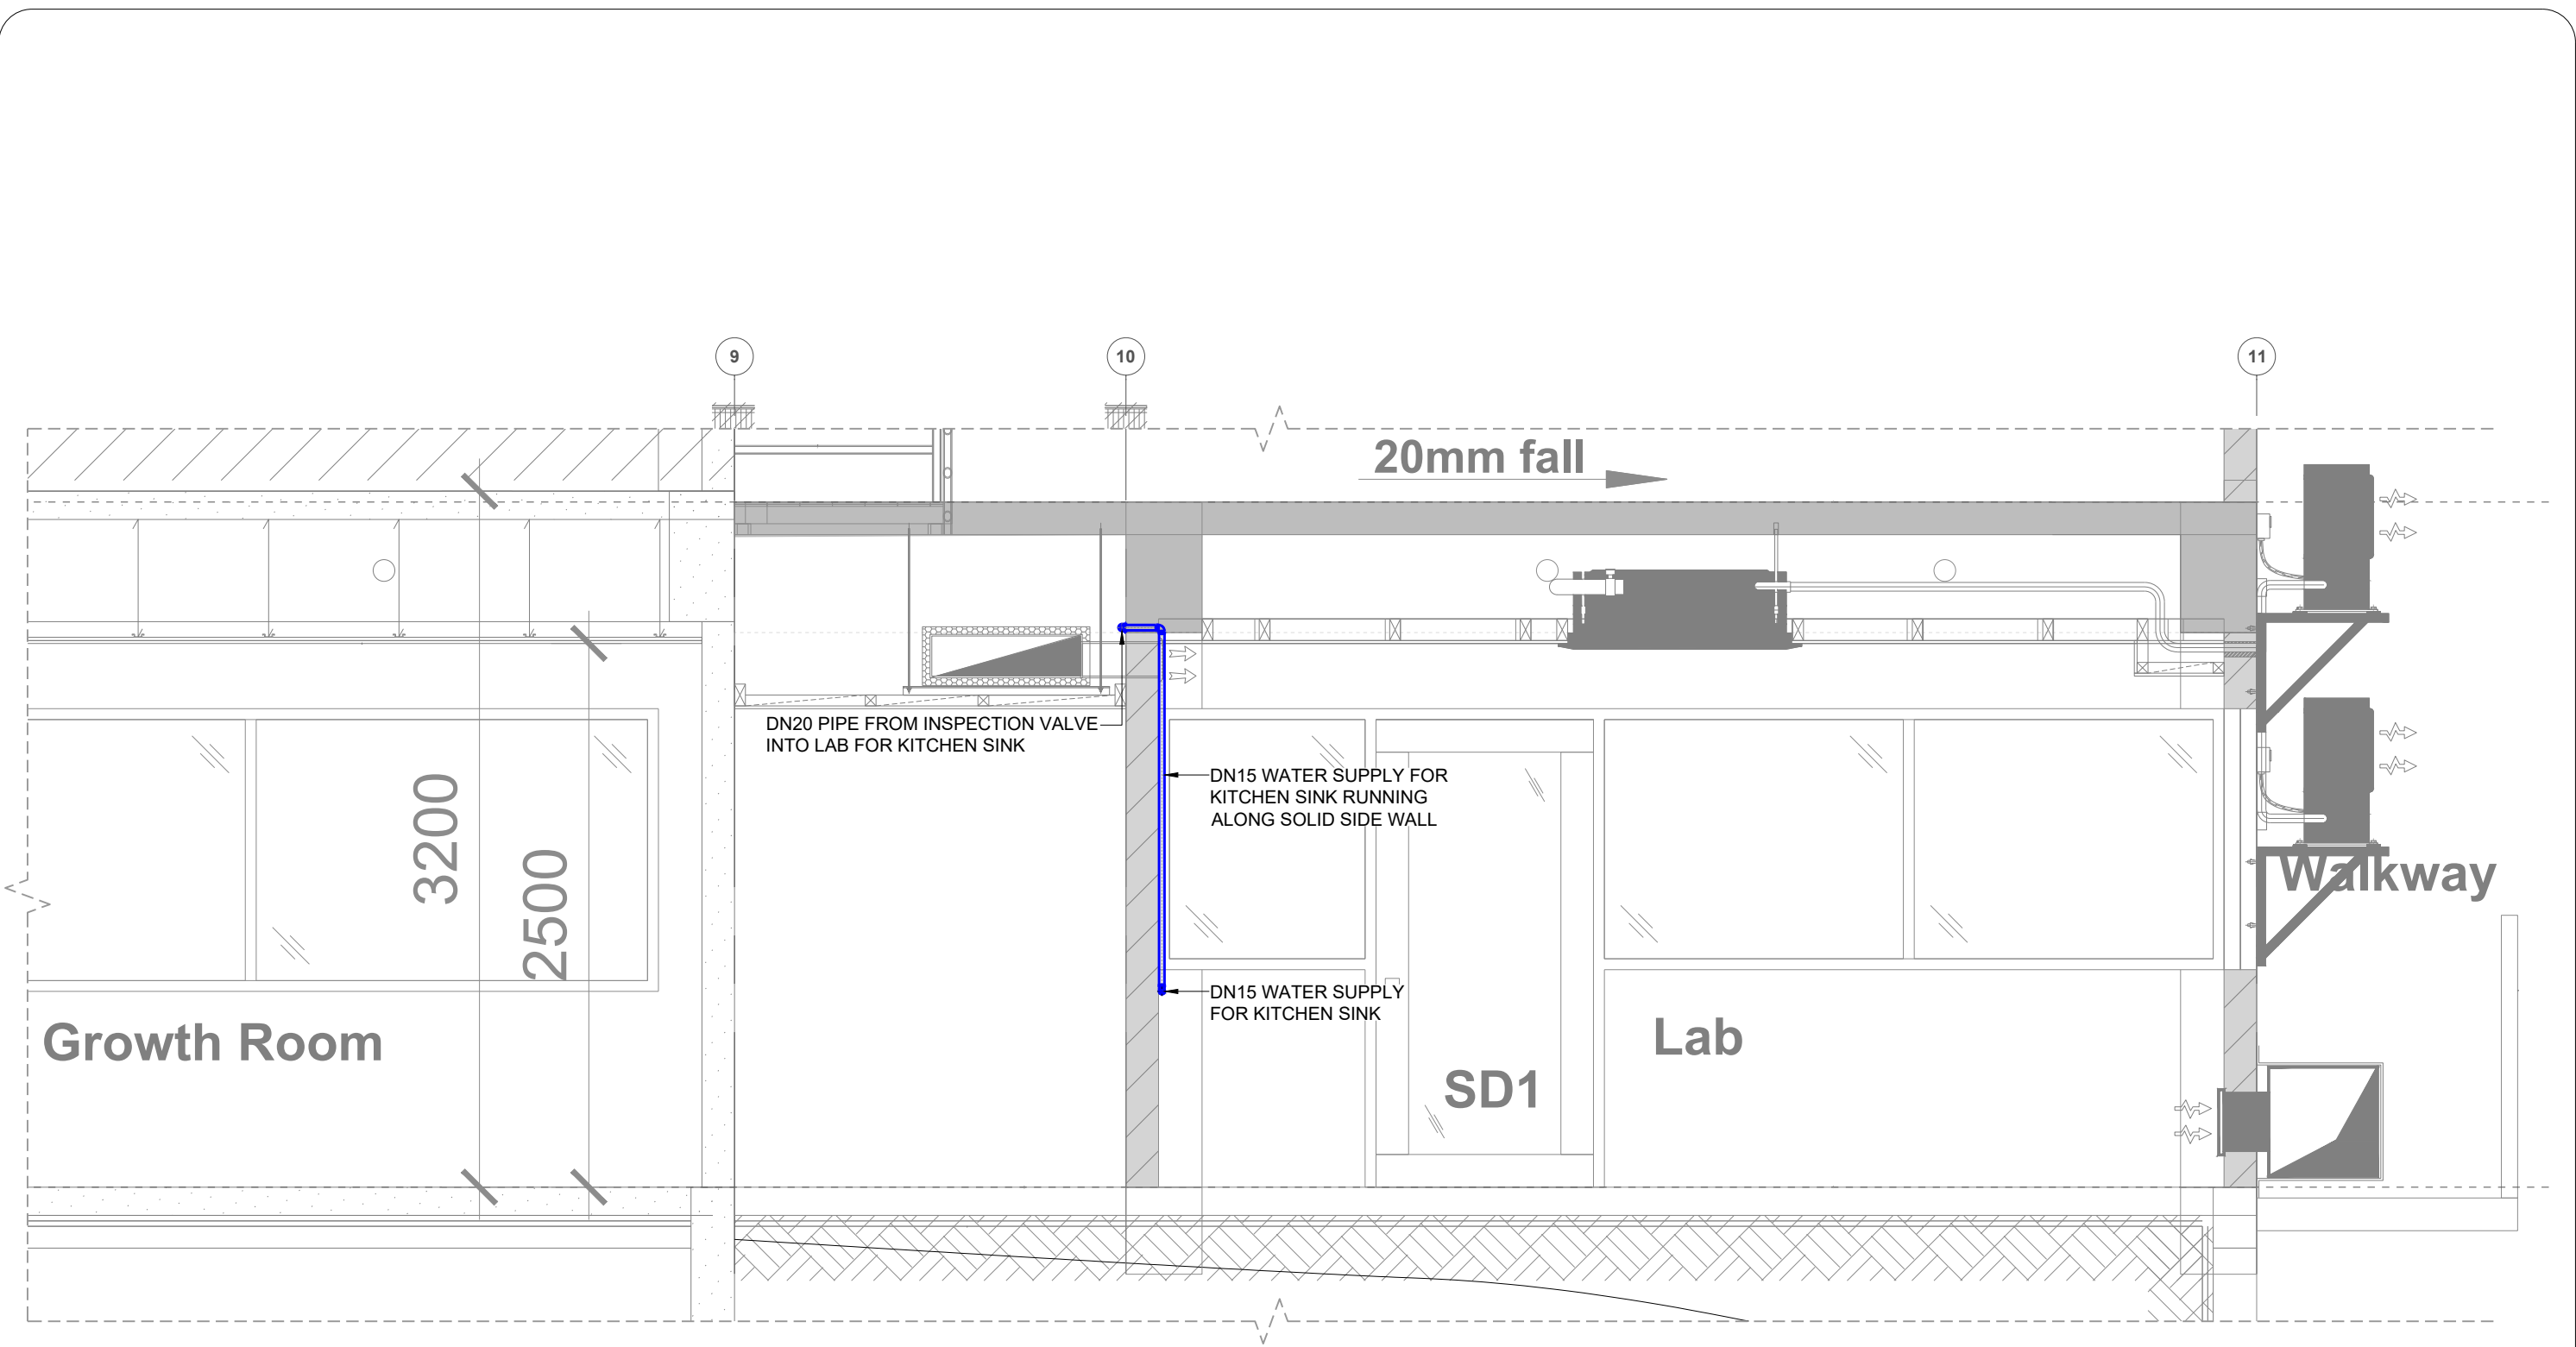 9
10
11
20mm fall
DN20 PIPE FROM INSPECTION VALVE
INTO LAB FOR KITCHEN SINK
DN15 WATER SUPPLY FOR
KITCHEN SINK RUNNING
ALONG SOLID SIDE WALL
3200
2500
Walkway
DN15 WATER SUPPLY
FOR KITCHEN SINK
Growth Room
Lab
SD1